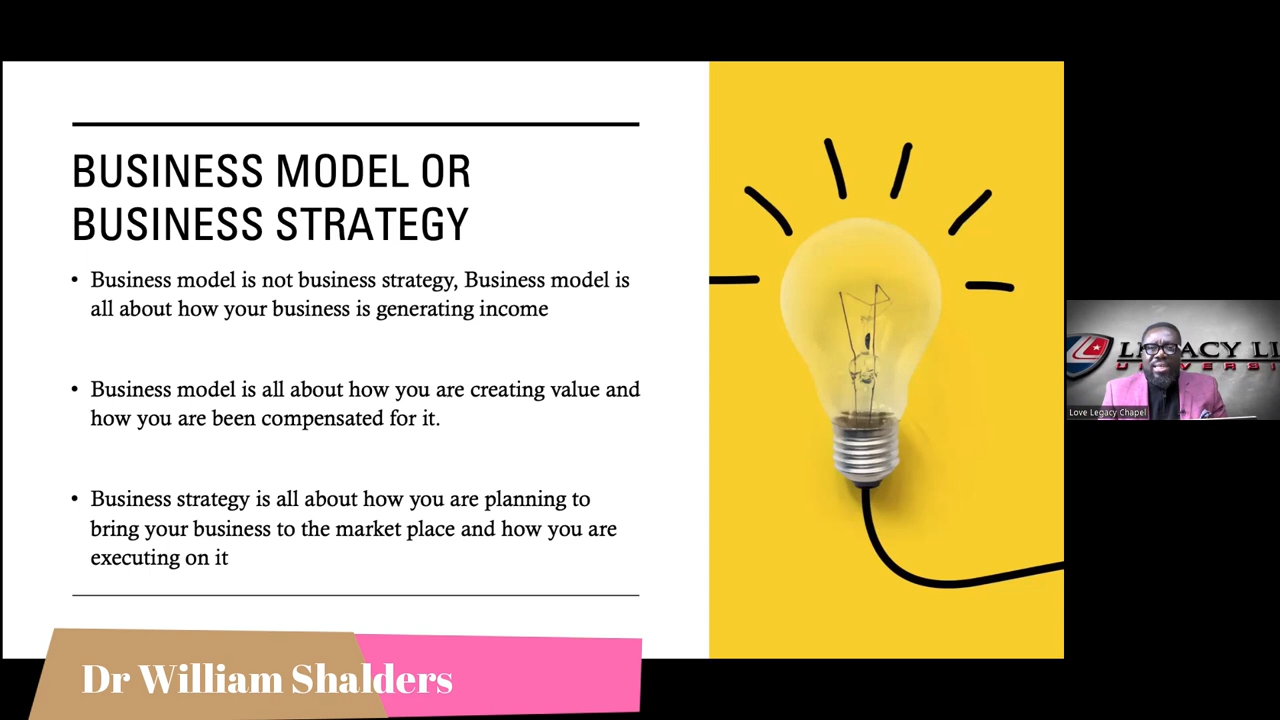 BUSINESS MODEL OR
BUSINESS STRATEGY
• Business model is not business strategy, Business model is
all about how your business is generating income
• Business model is all about how you are creating value and
how you are been compensated for it.
• Business strategy is all about how you are planning to
bring your business to the market place and how you are
executing on it
Love Legacy Chapel
Dr William Shalders